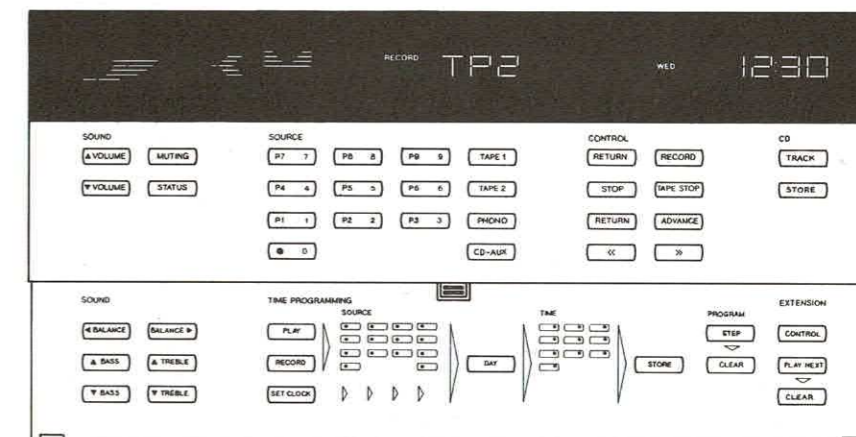 RECORD TP2 WED 12:30
SOUND SOURCE CONTROL CD
▲VOLUME MUTING P7 7 P8 8 P9 9 TAPE 1 RETURN RECORD TRACK
▼VOLUME STATUS P4 4 P5 5 P6 6 TAPE 2 STOP TAPE STOP STORE
P1 1 P2 2 P3 3 PHONO RETURN ADVANCE
● 0 CD-AUX << >>
SOUND TIME PROGRAMMING EXTENSION
SOURCE TIME PROGRAM
◀BALANCE BALANCE▶ PLAY STEP CONTROL
▲ BASS ▲ TREBLE RECORD DAY STORE CLEAR PLAY NEXT
▼ BASS ▼ TREBLE SET CLOCK CLEAR